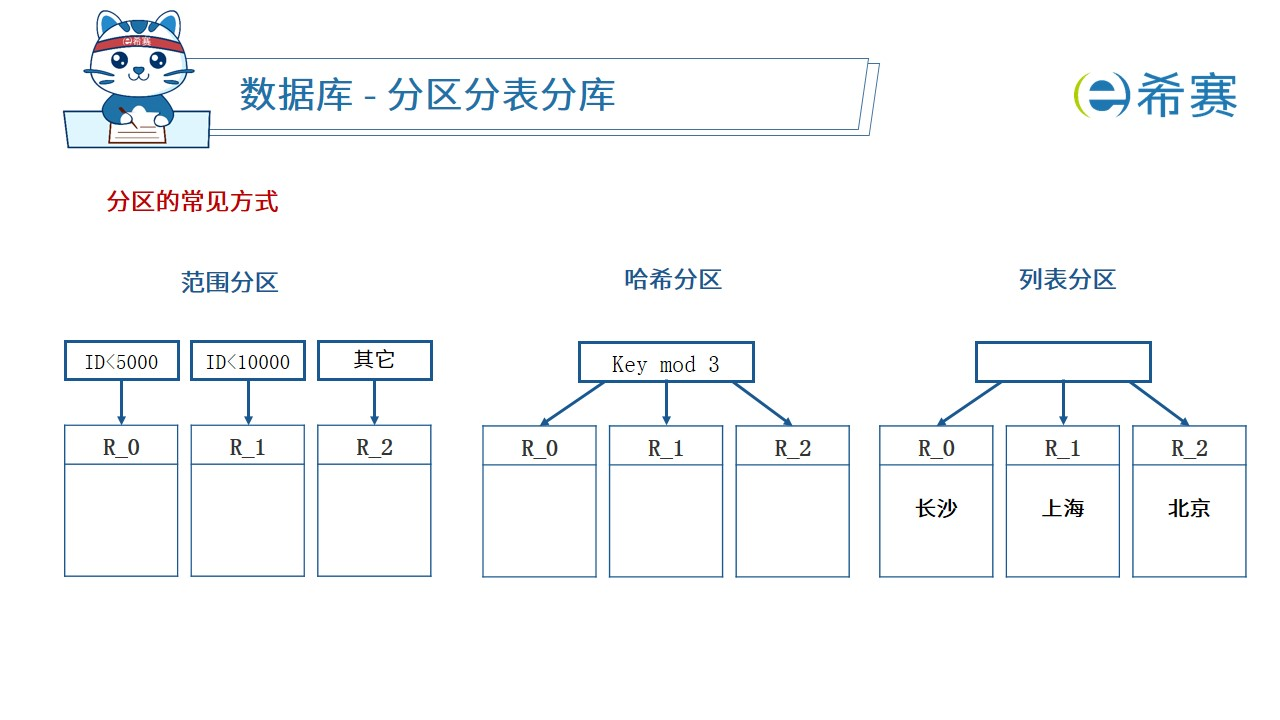 希赛
数据库 - 分区分表分库
希赛
分区的常见方式
范围分区
哈希分区
列表分区
ID<5000
ID<10000
其它
Key mod 3
R_0
R_1
R_2
R_0
R_1
R_2
R_0
R_1
R_2
长沙
上海
北京